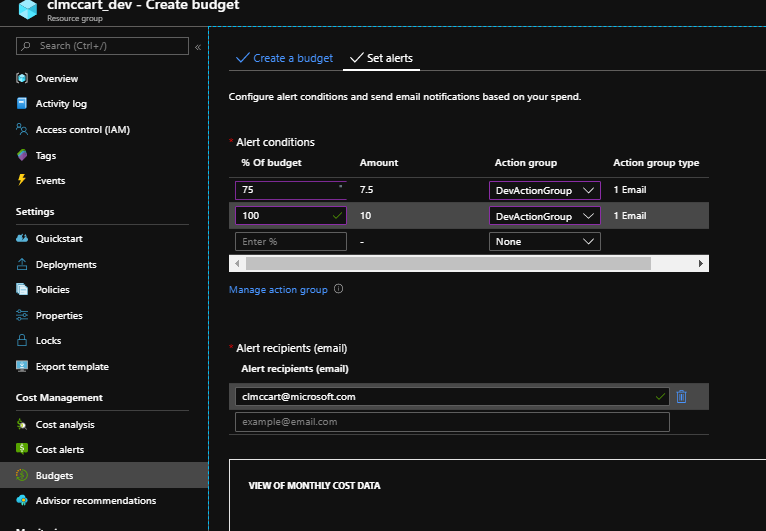 clmccart_dev - Create budget
Resource group
Search (Ctrl+/)
«
Overview
Activity log
Access control (IAM)
Tags
Events
Settings
Quickstart
Deployments
Policies
Properties
Locks
Export template
Cost Management
Cost analysis
Cost alerts
Budgets
Advisor recommendations
Create a budget
Set alerts
Configure alert conditions and send email notifications based on your spend.
* Alert conditions
% Of budget Amount Action group Action group type
75 7.5 DevActionGroup 1 Email
100 10 DevActionGroup 1 Email
Enter % - None
Manage action group
* Alert recipients (email)
Alert recipients (email)
clmccart@microsoft.com
example@email.com
VIEW OF MONTHLY COST DATA